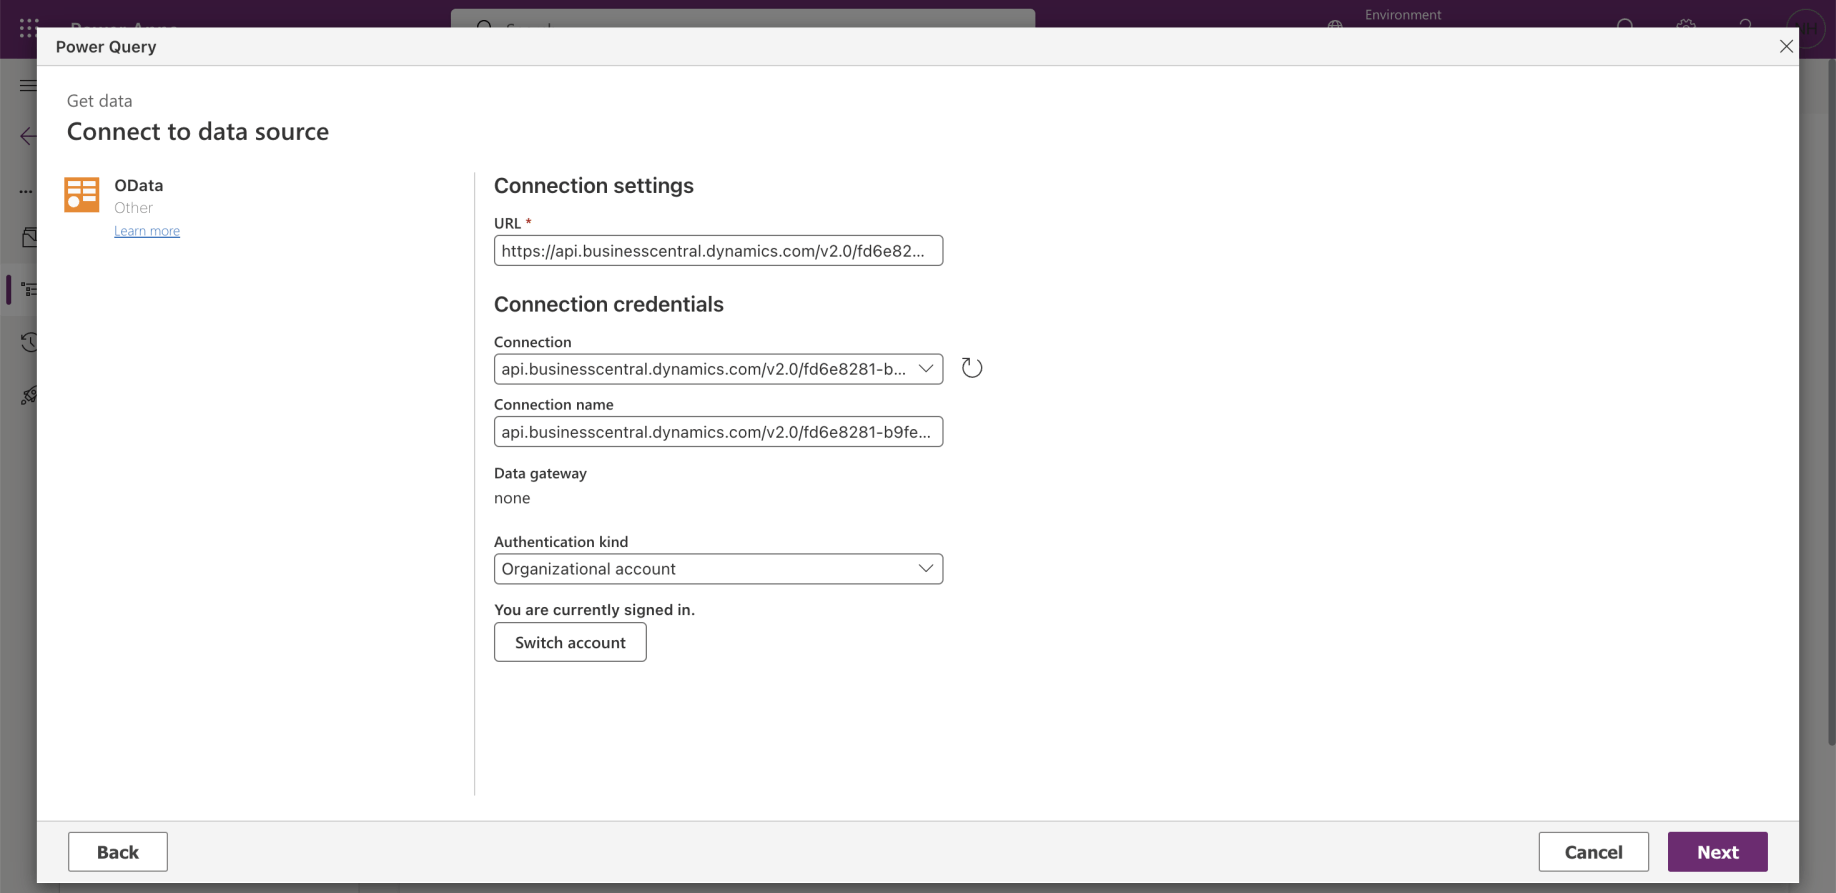 Environment
Power Query
Get data
Connect to data source
OData
Other
Learn more
Connection settings
URL *
https://api.businesscentral.dynamics.com/v2.0/fd6e82...
Connection credentials
Connection
api.businesscentral.dynamics.com/v2.0/fd6e8281-b...
Connection name
api.businesscentral.dynamics.com/v2.0/fd6e8281-b9fe...
Data gateway
none
Authentication kind
Organizational account
You are currently signed in.
Switch account
Back
Cancel
Next